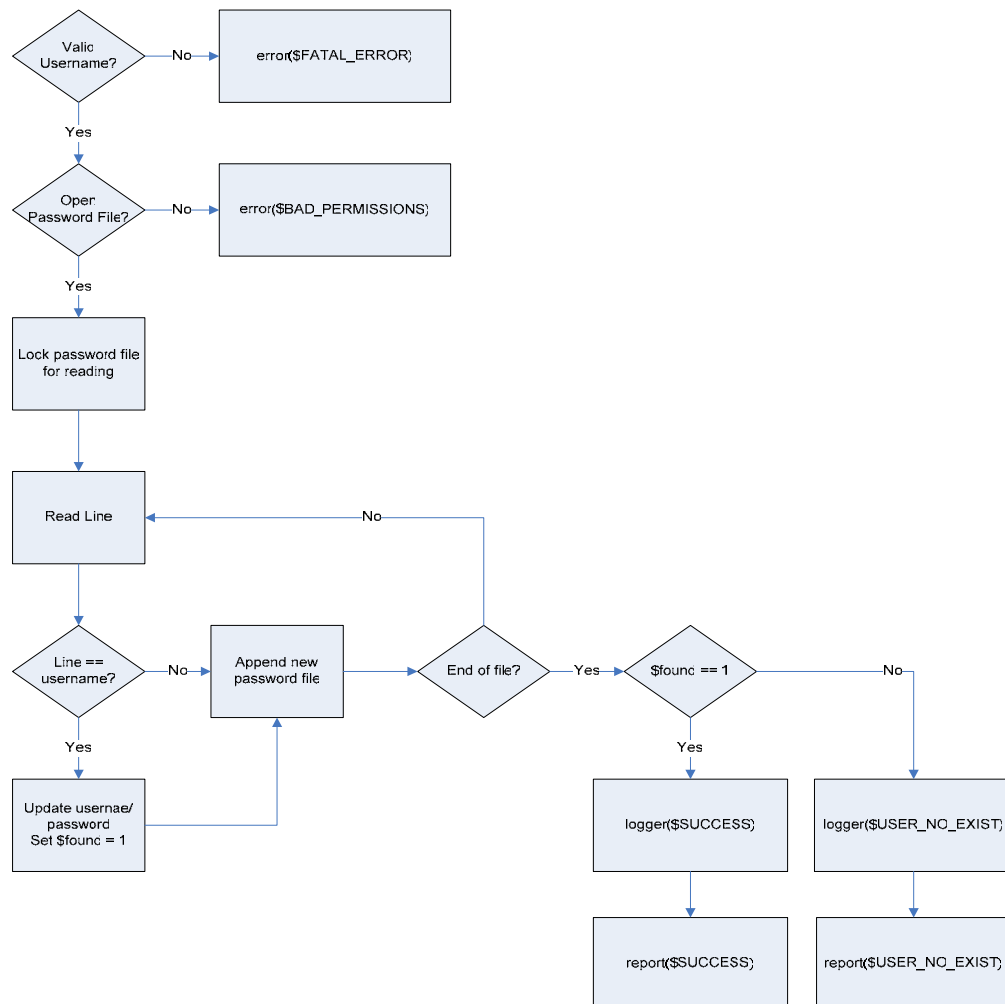 Valid
Username?
No
error($FATAL_ERROR)
Yes
Open
Password File?
No
error($BAD_PERMISSIONS)
Yes
Lock password file
for reading
Read Line
No
Line ==
username?
No
Append new
password file
End of file?
Yes
$found == 1
No
Yes
Yes
Update usernae/
password
Set $found = 1
logger($SUCCESS)
logger($USER_NO_EXIST)
report($SUCCESS)
report($USER_NO_EXIST)